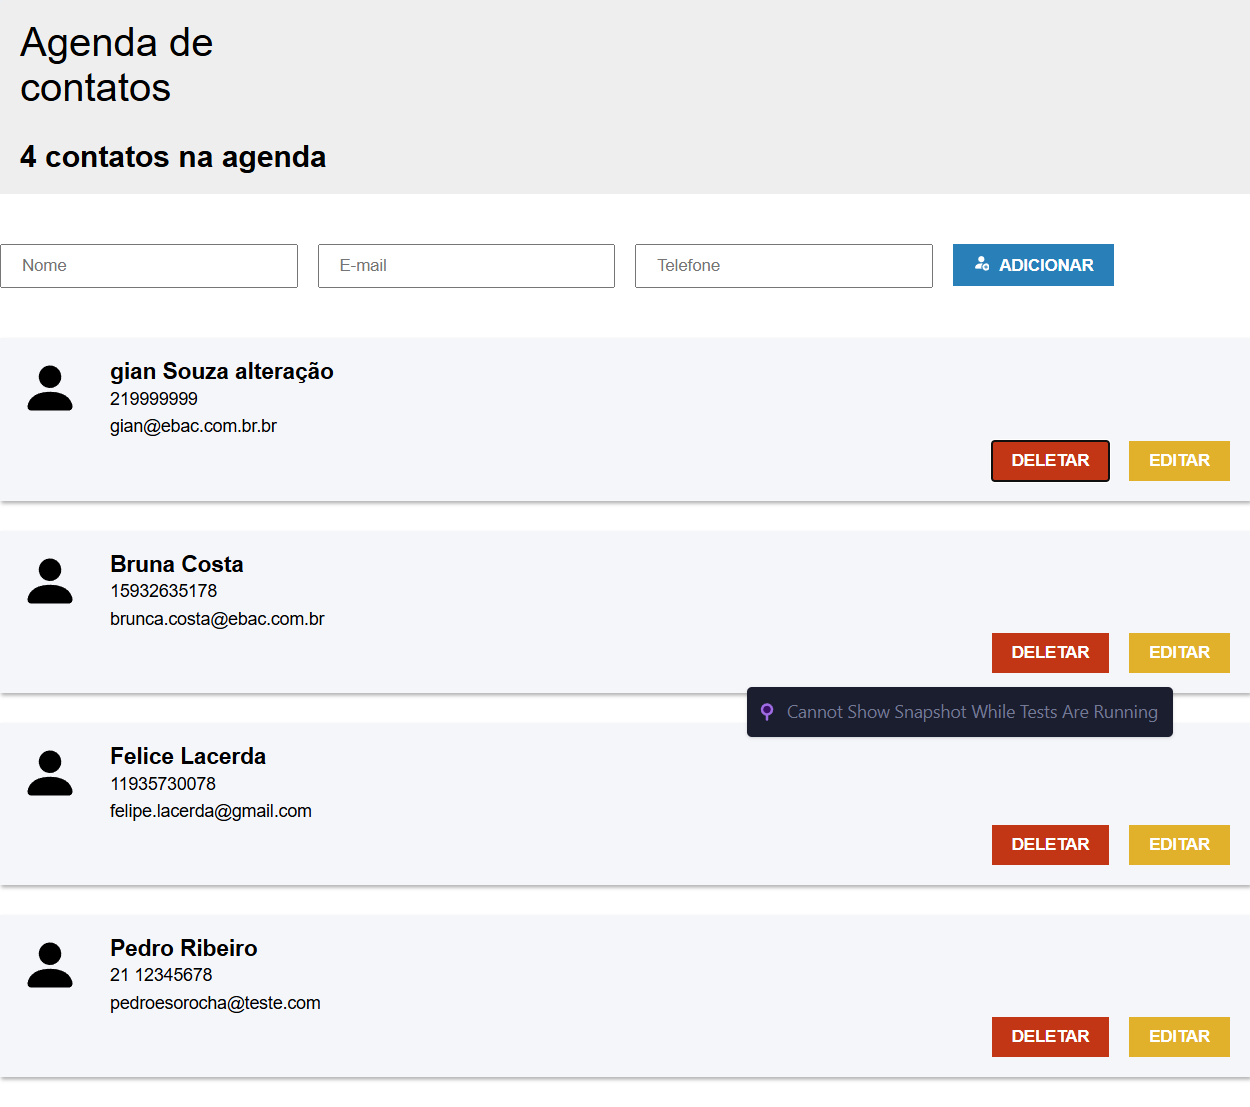 Agenda de
contatos
4 contatos na agenda
Nome
E-mail
Telefone
ADICIONAR
gian Souza alteração
219999999
gian@ebac.com.br.br
DELETAR
EDITAR
Bruna Costa
15932635178
brunca.costa@ebac.com.br
DELETAR
EDITAR
Cannot Show Snapshot While Tests Are Running
Felice Lacerda
11935730078
felipe.lacerda@gmail.com
DELETAR
EDITAR
Pedro Ribeiro
21 12345678
pedroesorocha@teste.com
DELETAR
EDITAR